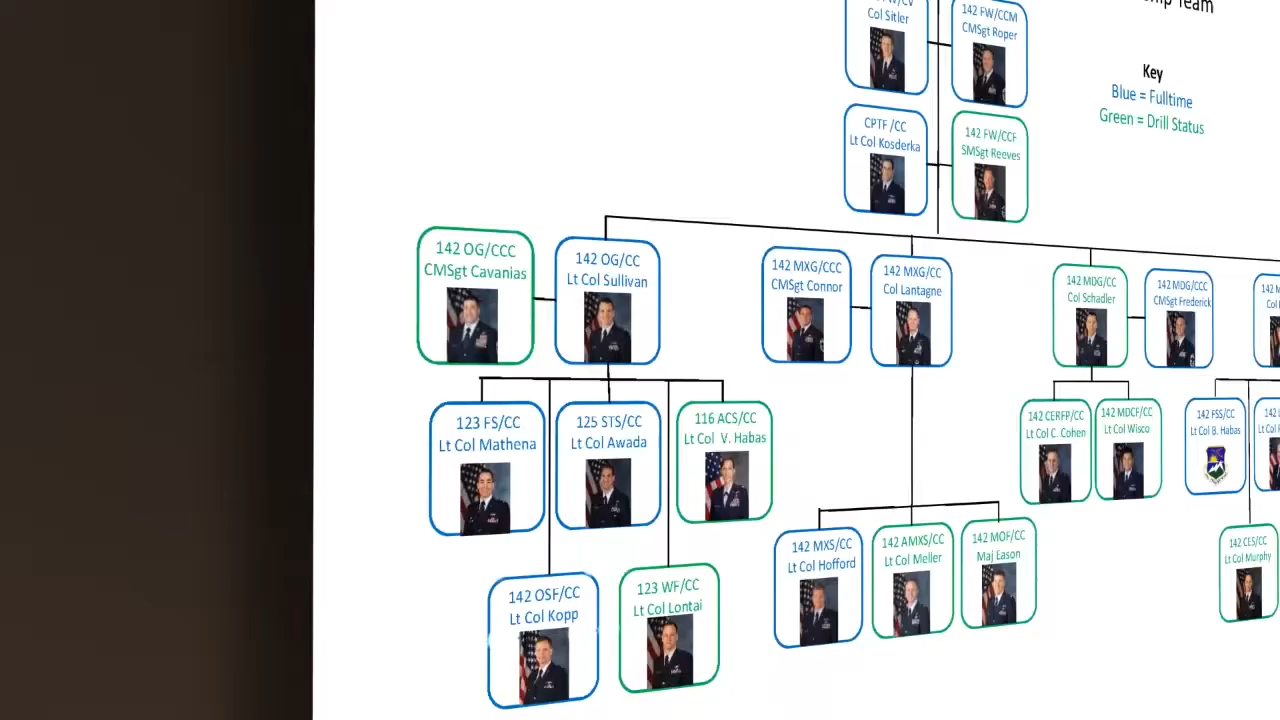 Team
Col Sitler
142 FW/CCM
CMSgt Roper
Key
Blue = Fulltime
Green = Drill Status
CPTF /CC
Lt Col Kosderka
142 FW/CCF
SMSgt Reeves
142 OG/CCC
CMSgt Cavanias
142 OG/CC
Lt Col Sullivan
142 MXG/CCC
CMSgt Connor
142 MXG/CC
Col Lantagne
142 MDG/CC
Col Schadler
142 MDG/CCC
CMSgt Frederick
142
Col
123 FS/CC
Lt Col Mathena
125 STS/CC
Lt Col Awada
116 ACS/CC
Lt Col V. Habas
142 CERFP/CC
Lt Col C. Cohen
142 MDCF/CC
Lt Col Wisco
142 FSS/CC
Lt Col B. Habas
142
Lt Col
142 MXS/CC
Lt Col Hofford
142 AMXS/CC
Lt Col Meller
142 MOF/CC
Maj Eason
142 CES/CC
Lt Col Murphy
142 OSF/CC
Lt Col Kopp
123 WF/CC
Lt Col Lontai